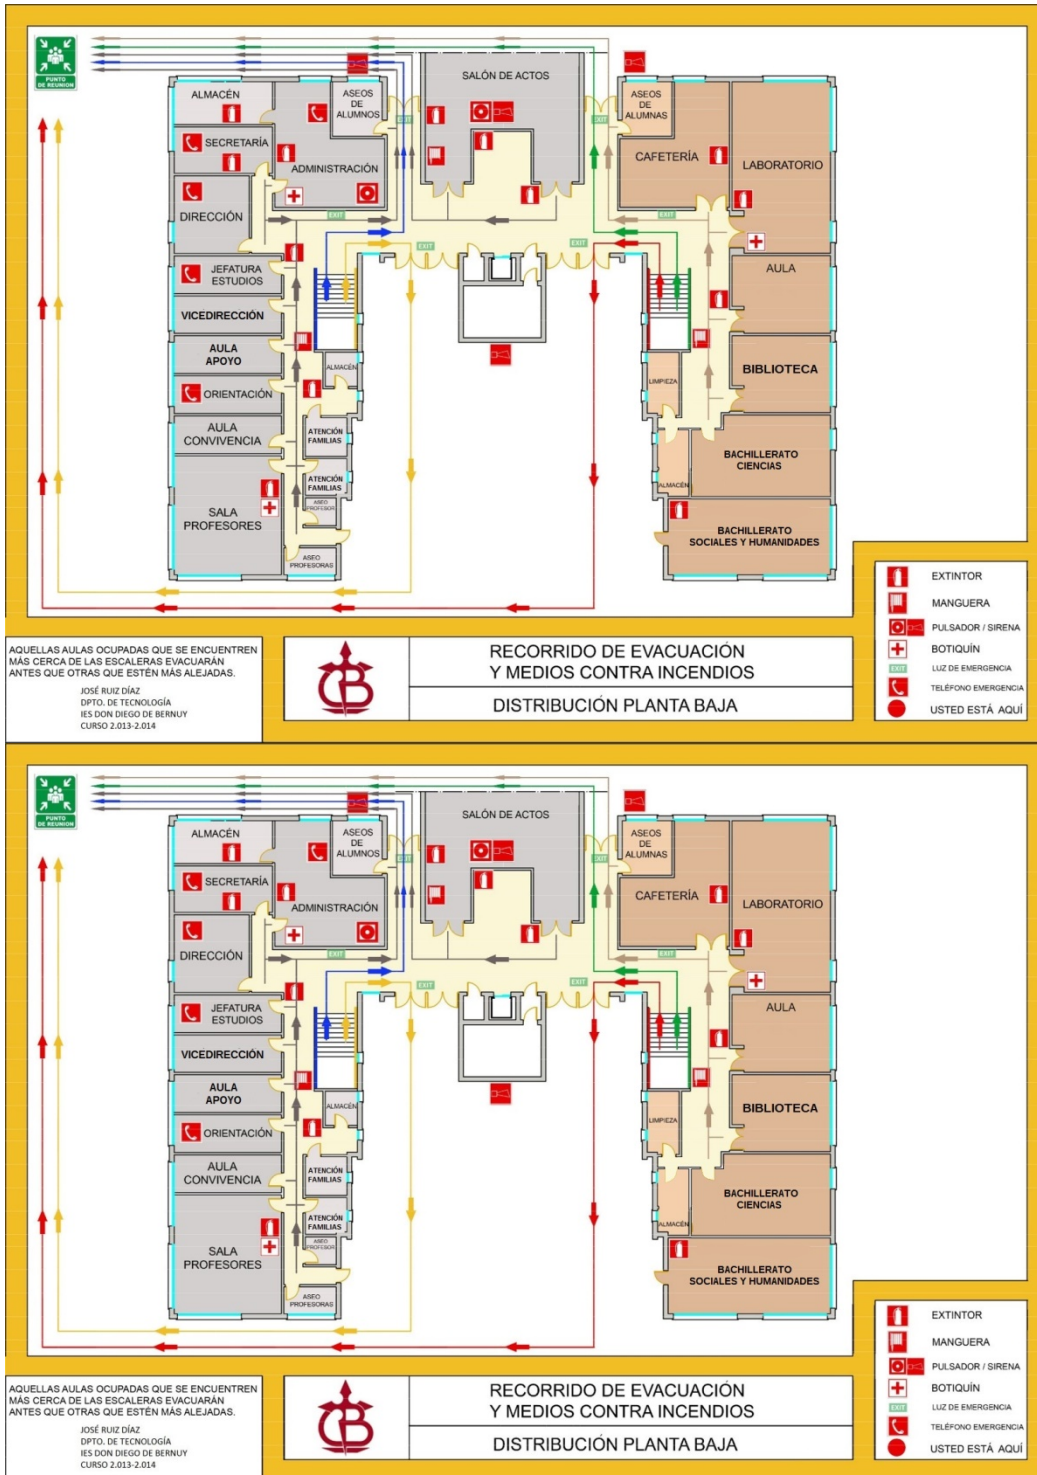 PUNTO
DE REUNION
ALMACÉN
ASEOS
DE
ALUMNOS
SALÓN DE ACTOS
ASEOS
DE
ALUMNAS
SECRETARÍA
ADMINISTRACIÓN
CAFETERÍA
LABORATORIO
DIRECCIÓN
EXIT
EXIT
EXIT
EXIT
EXIT
EXIT
JEFATURA
ESTUDIOS
AULA
VICEDIRECCIÓN
AULA
APOYO
ALMACÉN
LIMPIEZA
BIBLIOTECA
ORIENTACIÓN
AULA
CONVIVENCIA
ATENCIÓN
FAMILIAS
BACHILLERATO
CIENCIAS
ATENCIÓN
FAMILIAS
ALMACÉN
SALA
PROFESORES
ASEO
PROFESOR
BACHILLERATO
SOCIALES Y HUMANIDADES
ASEO
PROFESORAS
EXTINTOR
MANGUERA
PULSADOR / SIRENA
BOTIQUÍN
EXIT LUZ DE EMERGENCIA
TELÉFONO EMERGENCIA
USTED ESTÁ AQUÍ
AQUELLAS AULAS OCUPADAS QUE SE ENCUENTREN
MÁS CERCA DE LAS ESCALERAS EVACUARÁN
ANTES QUE OTRAS QUE ESTÉN MÁS ALEJADAS.
JOSÉ RUIZ DÍAZ
DPTO. DE TECNOLOGÍA
IES DON DIEGO DE BERNUY
CURSO 2.013-2.014
RECORRIDO DE EVACUACIÓN
Y MEDIOS CONTRA INCENDIOS
DISTRIBUCIÓN PLANTA BAJA
PUNTO
DE REUNION
ALMACÉN
ASEOS
DE
ALUMNOS
SALÓN DE ACTOS
ASEOS
DE
ALUMNAS
SECRETARÍA
ADMINISTRACIÓN
CAFETERÍA
LABORATORIO
DIRECCIÓN
EXIT
EXIT
EXIT
EXIT
EXIT
EXIT
JEFATURA
ESTUDIOS
AULA
VICEDIRECCIÓN
AULA
APOYO
ALMACÉN
LIMPIEZA
BIBLIOTECA
ORIENTACIÓN
AULA
CONVIVENCIA
ATENCIÓN
FAMILIAS
BACHILLERATO
CIENCIAS
ATENCIÓN
FAMILIAS
ALMACÉN
SALA
PROFESORES
ASEO
PROFESOR
BACHILLERATO
SOCIALES Y HUMANIDADES
ASEO
PROFESORAS
EXTINTOR
MANGUERA
PULSADOR / SIRENA
BOTIQUÍN
EXIT LUZ DE EMERGENCIA
TELÉFONO EMERGENCIA
USTED ESTÁ AQUÍ
AQUELLAS AULAS OCUPADAS QUE SE ENCUENTREN
MÁS CERCA DE LAS ESCALERAS EVACUARÁN
ANTES QUE OTRAS QUE ESTÉN MÁS ALEJADAS.
JOSÉ RUIZ DÍAZ
DPTO. DE TECNOLOGÍA
IES DON DIEGO DE BERNUY
CURSO 2.013-2.014
RECORRIDO DE EVACUACIÓN
Y MEDIOS CONTRA INCENDIOS
DISTRIBUCIÓN PLANTA BAJA